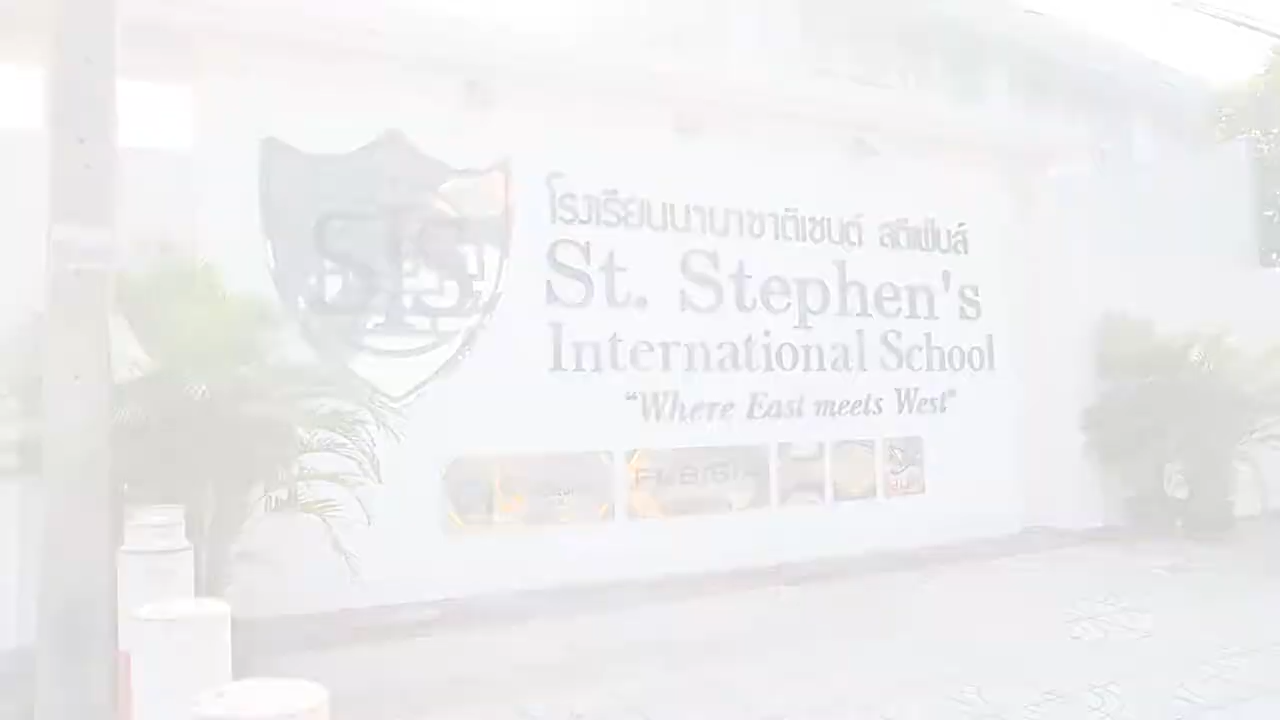 SIS
โรงเรียนนานาชาติเซนต์ สตีเฟ่นส์
St. Stephen's
International School
"Where East meets West"